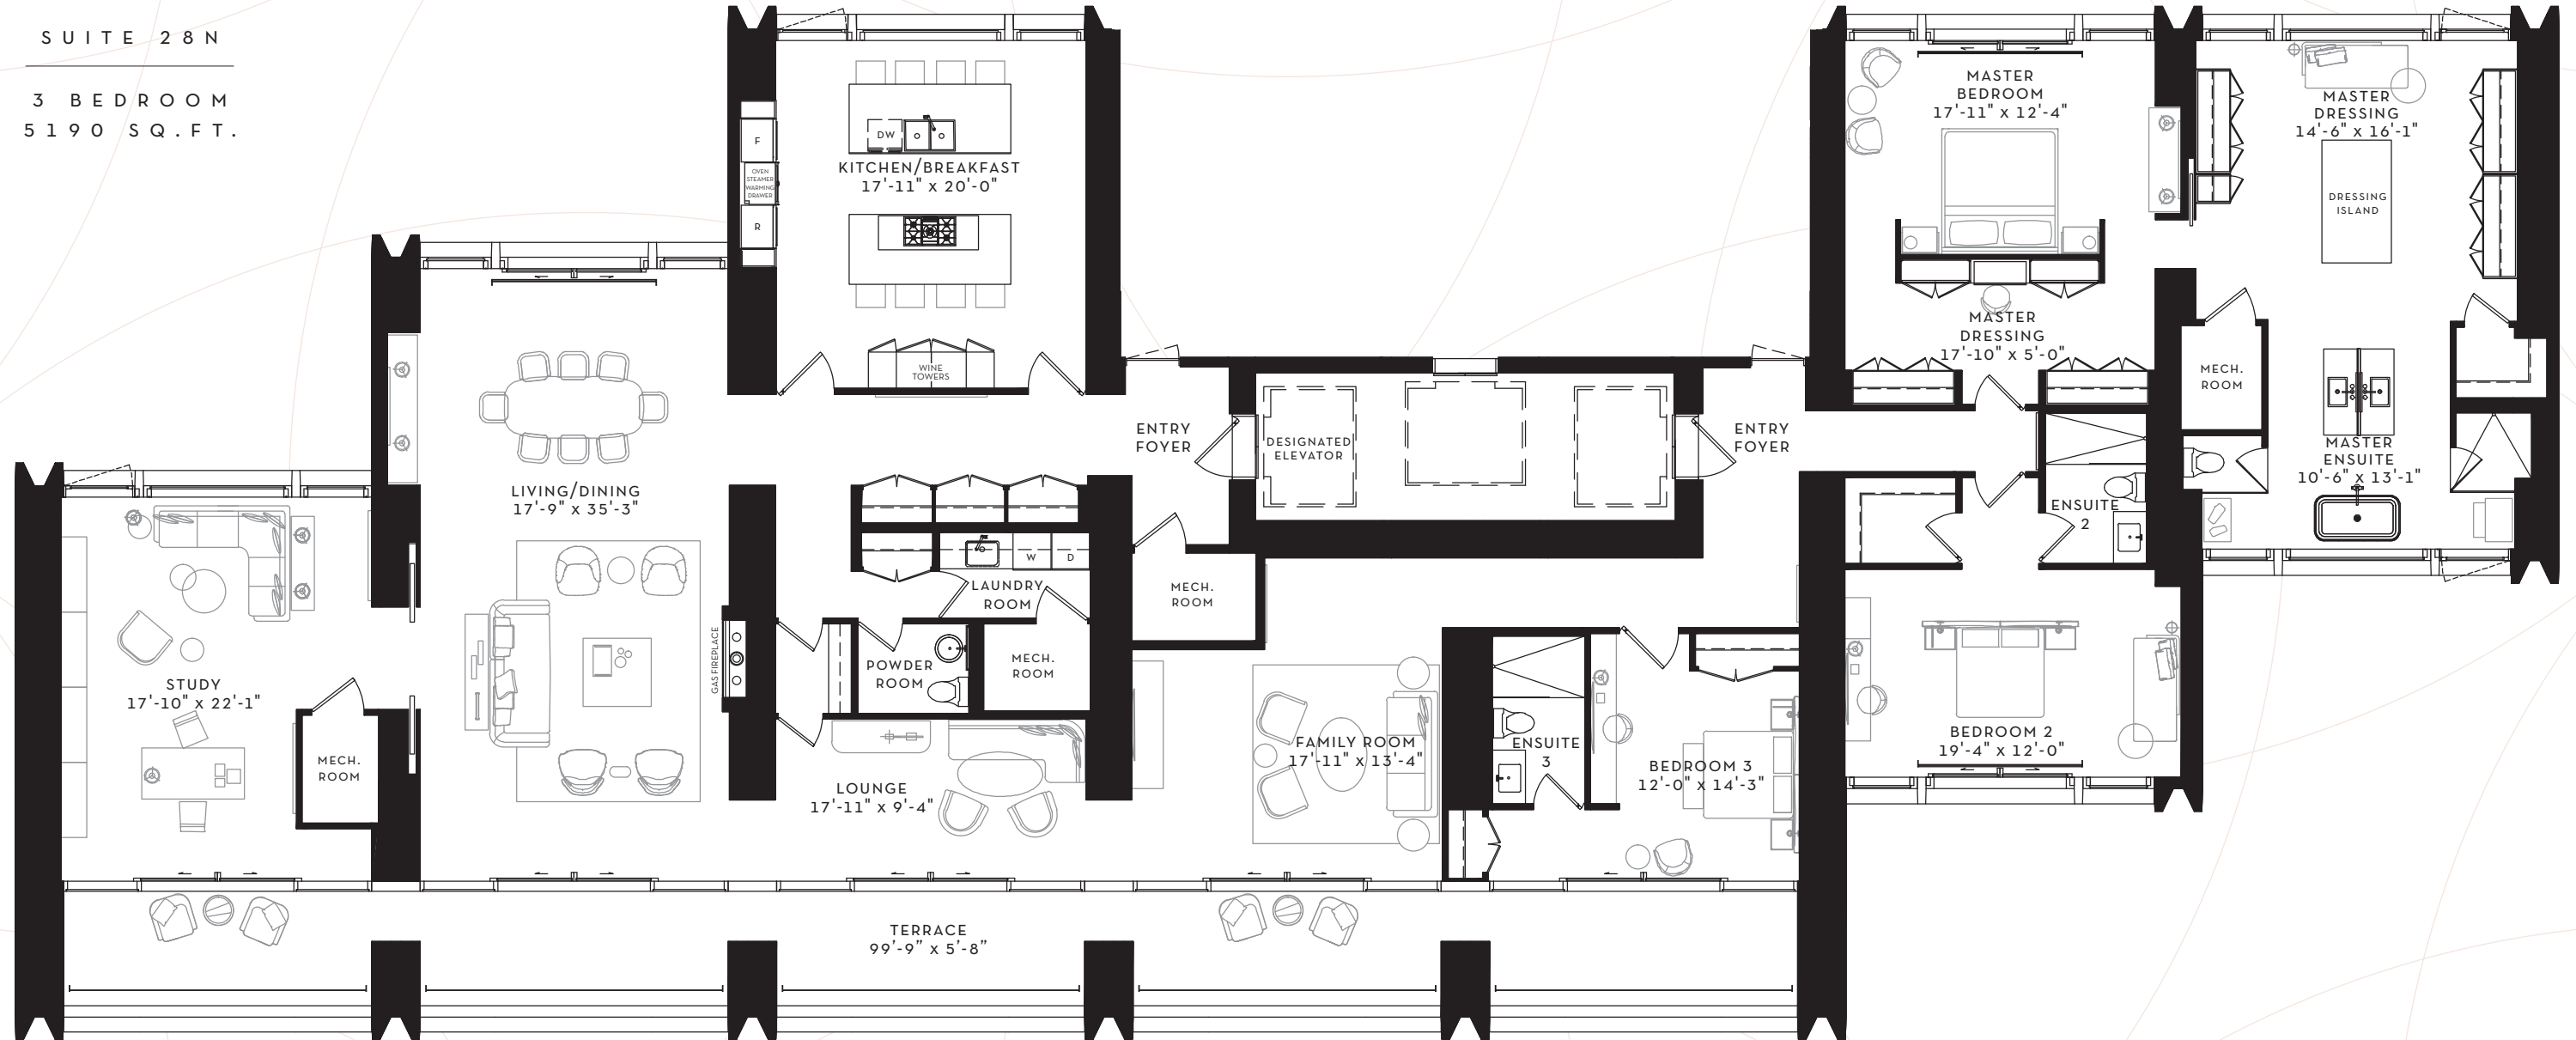 SUITE 28N
3 BEDROOM
5190 SQ.FT.
KITCHEN/BREAKFAST
17'-11" x 20'-0"
DW
F
OVEN
STEAMER
WARMING
DRAWER
R
WINE
TOWERS
MASTER
BEDROOM
17'-11" x 12'-4"
MASTER
DRESSING
14'-6" x 16'-1"
DRESSING
ISLAND
MASTER
DRESSING
17'-10" x 5'-0"
MECH.
ROOM
ENTRY
FOYER
DESIGNATED
ELEVATOR
ENTRY
FOYER
MASTER
ENSUITE
10'-6" x 13'-1"
LIVING/DINING
17'-9" x 35'-3"
ENSUITE
2
W
D
LAUNDRY
ROOM
MECH.
ROOM
GAS FIREPLACE
POWDER
ROOM
MECH.
ROOM
STUDY
17'-10" x 22'-1"
MECH.
ROOM
LOUNGE
17'-11" x 9'-4"
FAMILY ROOM
17'-11" x 13'-4"
ENSUITE
3
BEDROOM 3
12'-0" x 14'-3"
BEDROOM 2
19'-4" x 12'-0"
TERRACE
99'-9" x 5'-8"